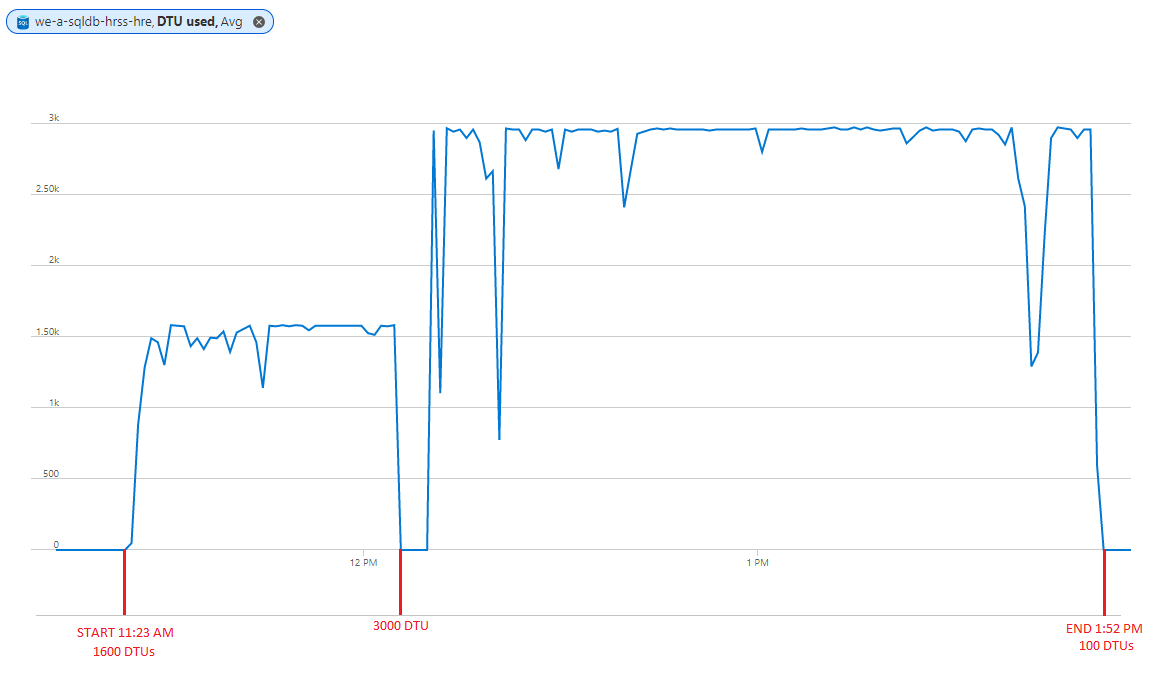 SQL we-a-sqldb-hrss-hre, DTU used, Avg
3k
2.50k
2k
1.50k
1k
500
0
12 PM
1 PM
START 11:23 AM
1600 DTUs
3000 DTU
END 1:52 PM
100 DTUs